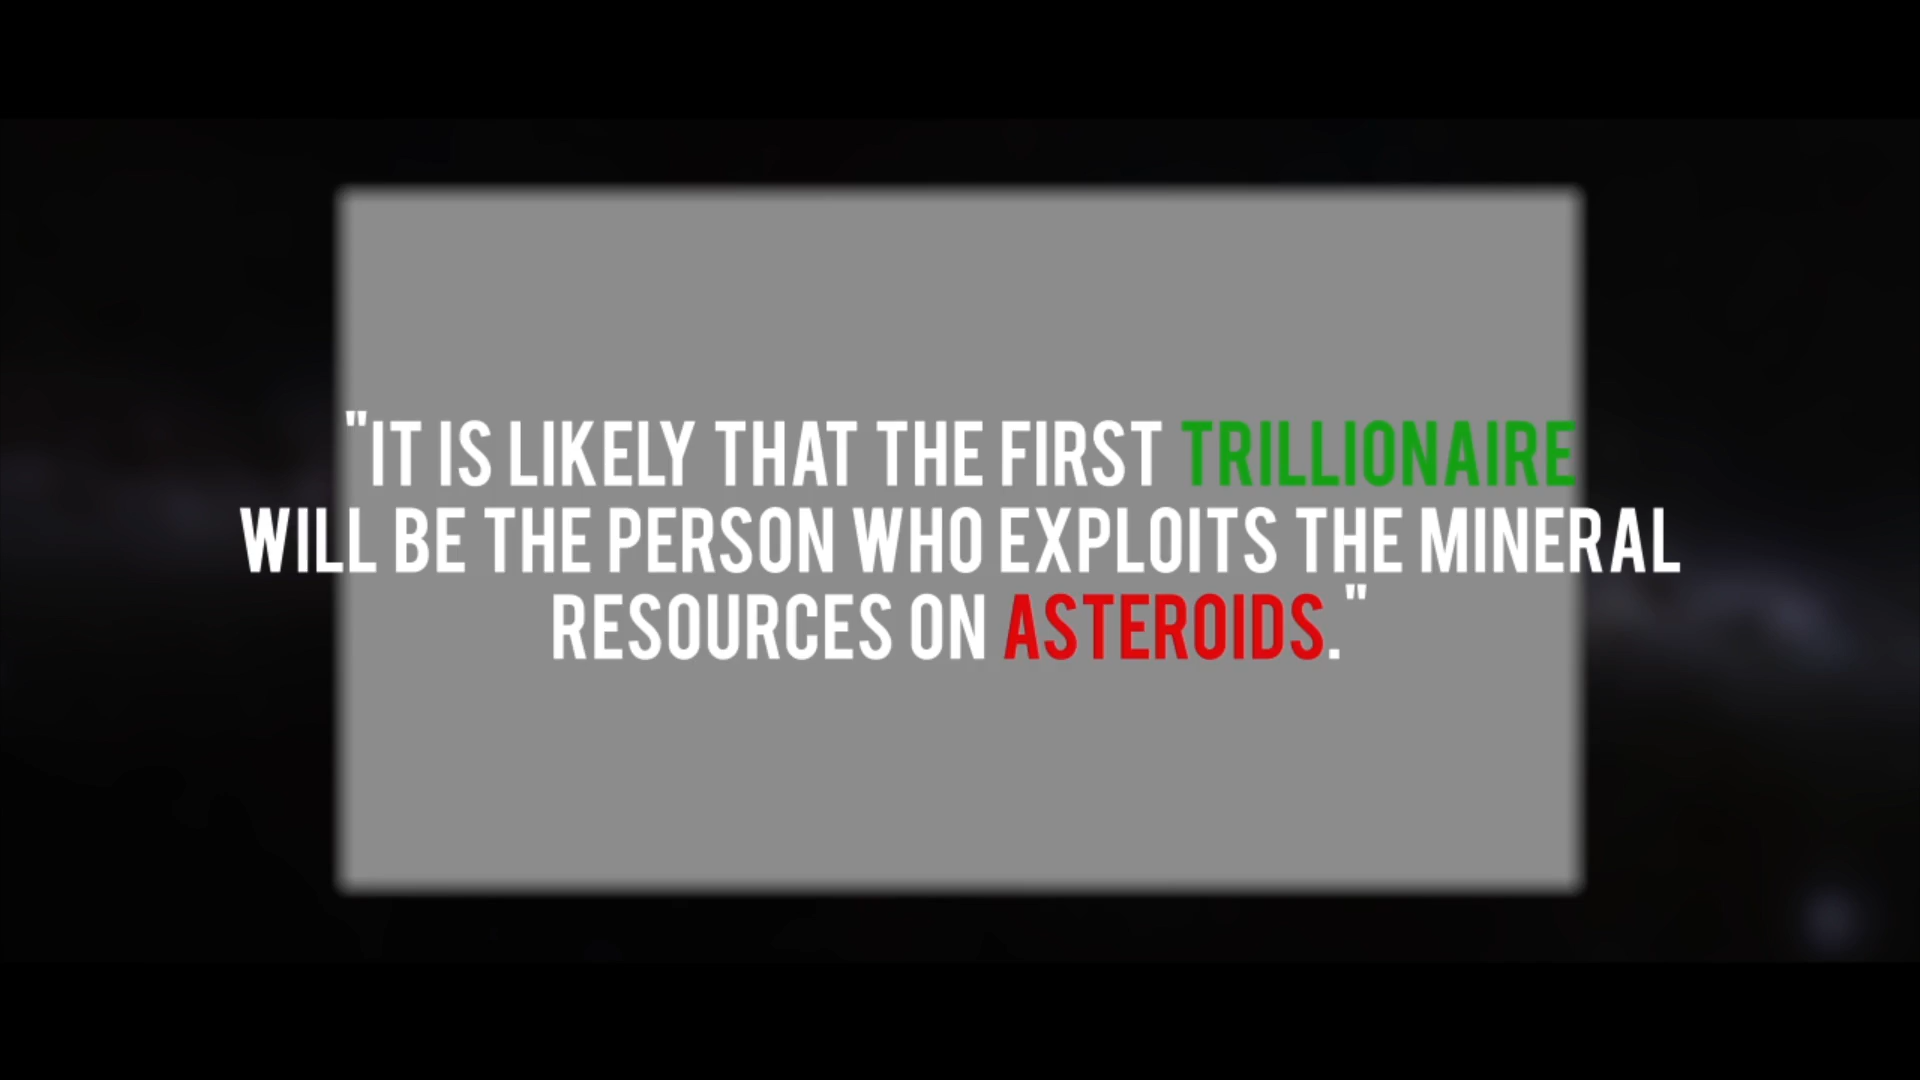 "IT IS LIKELY THAT THE FIRST TRILLIONAIRE
WILL BE THE PERSON WHO EXPLOITS THE MINERAL
RESOURCES ON ASTEROIDS."